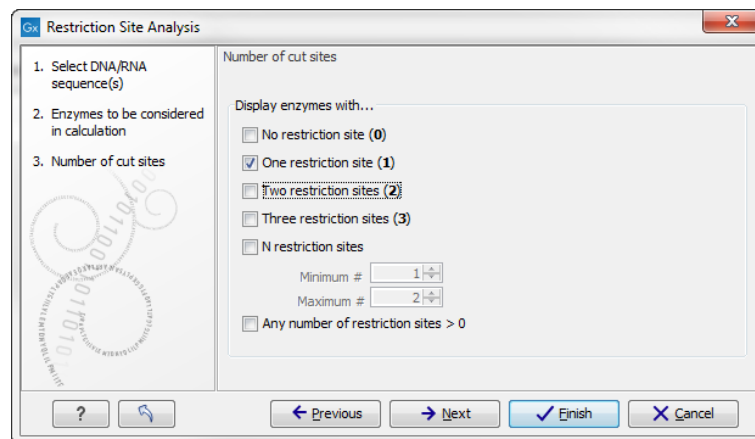 Gx Restriction Site Analysis
X
1. Select DNA/RNA
sequence(s)
2. Enzymes to be considered
in calculation
3. Number of cut sites
Number of cut sites
Display enzymes with...
No restriction site (0)
One restriction site (1)
Two restriction sites (2)
Three restriction sites (3)
N restriction sites
Minimum # 1
Maximum # 2
Any number of restriction sites > 0
? Previous Next Finish Cancel